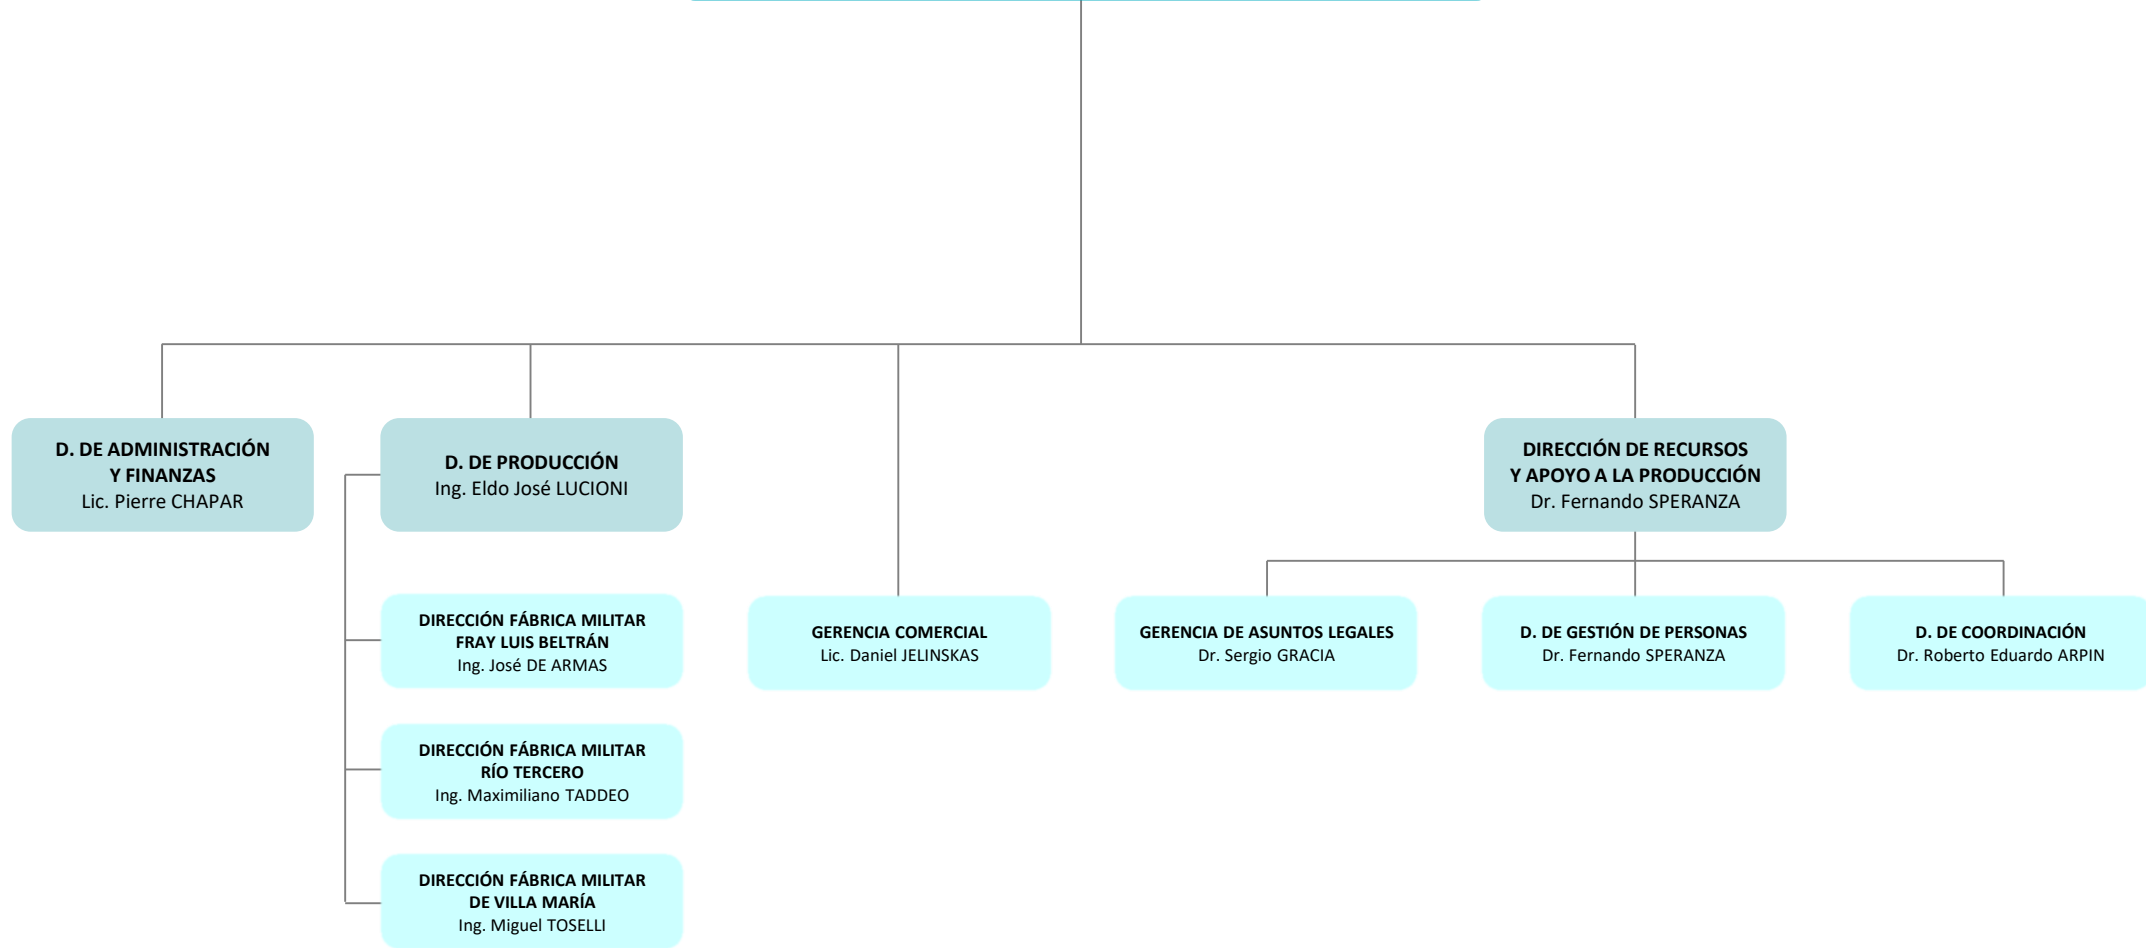 D. DE ADMINISTRACIÓN
Y FINANZAS
Lic. Pierre CHAPAR
D. DE PRODUCCIÓN
Ing. Eldo José LUCIONI
DIRECCIÓN DE RECURSOS
Y APOYO A LA PRODUCCIÓN
Dr. Fernando SPERANZA
DIRECCIÓN FÁBRICA MILITAR
FRAY LUIS BELTRÁN
Ing. José DE ARMAS
GERENCIA COMERCIAL
Lic. Daniel JELINSKAS
GERENCIA DE ASUNTOS LEGALES
Dr. Sergio GRACIA
D. DE GESTIÓN DE PERSONAS
Dr. Fernando SPERANZA
D. DE COORDINACIÓN
Dr. Roberto Eduardo ARPIN
DIRECCIÓN FÁBRICA MILITAR
RÍO TERCERO
Ing. Maximiliano TADDEO
DIRECCIÓN FÁBRICA MILITAR
DE VILLA MARÍA
Ing. Miguel TOSELLI